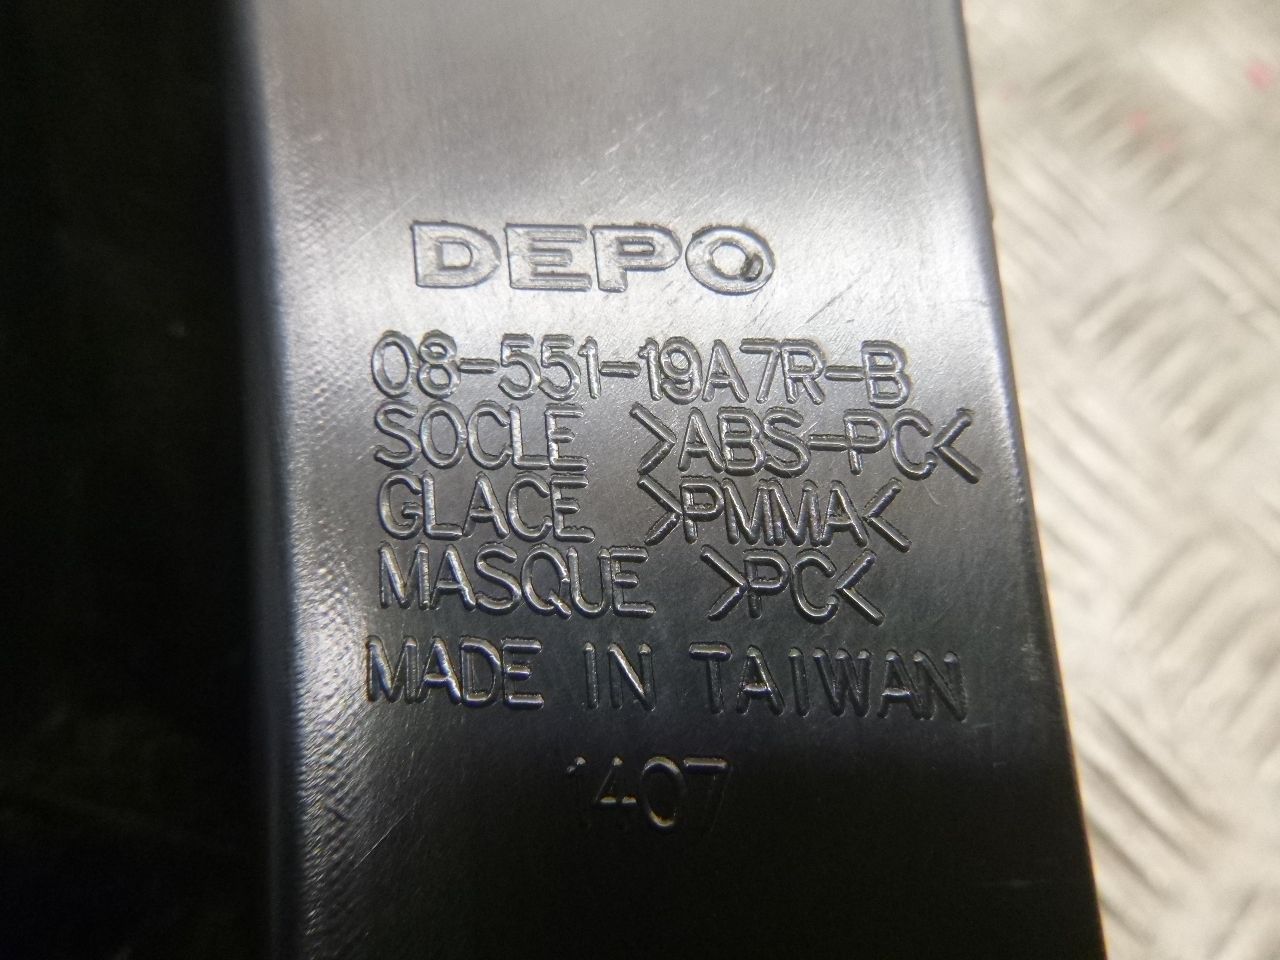 DEPO
08-551-19A7R-B
SOCLE >ABS-PC<
GLACE >PMMA<
MASQUE >PC<
MADE IN TAIWAN
1407